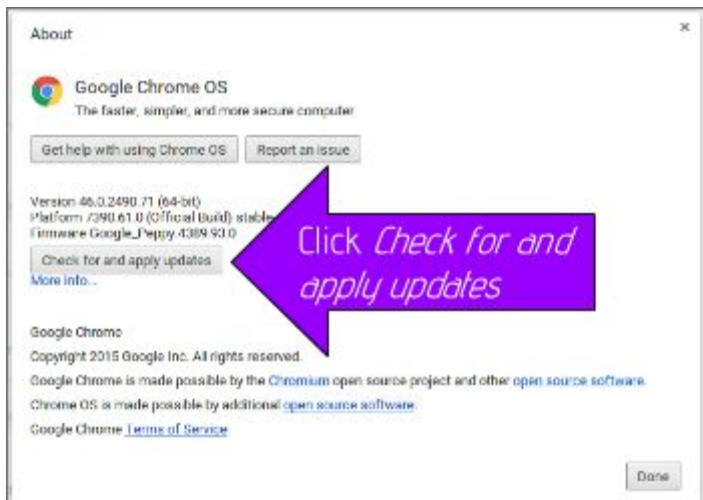 About
×
Google Chrome OS
The faster, simpler, and more secure computer
Get help with using Chrome OS Report an issue
Version 46.0.2490.71 (64-bit)
Platform 7390.61.0 (Official Build) stable
Firmware Google_Peppy.4389.93.0
Check for and apply updates
More info...
Click Check for and
apply updates
Google Chrome
Copyright 2015 Google Inc. All rights reserved.
Google Chrome is made possible by the Chromium open source project and other open source software.
Chrome OS is made possible by additional open source software.
Google Chrome Terms of Service
Done